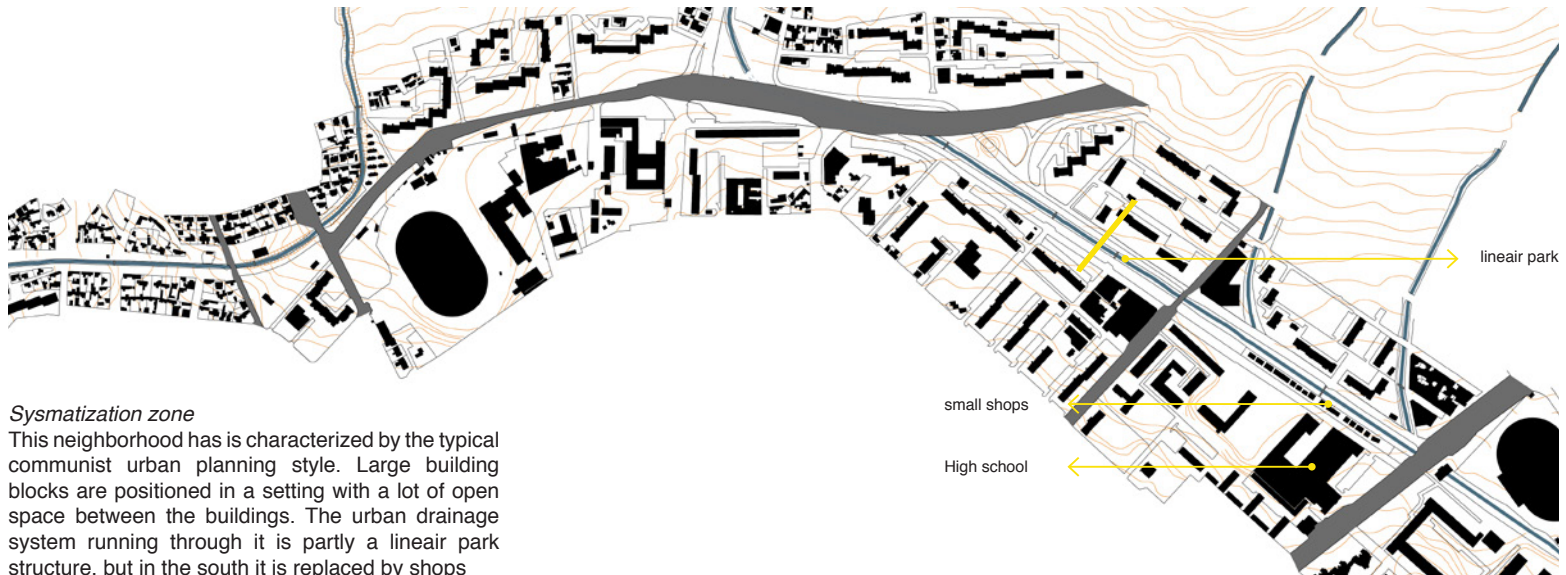 lineair park
small shops
High school
Sysmatization zone
This neighborhood has is characterized by the typical
communist urban planning style. Large building
blocks are positioned in a setting with a lot of open
space between the buildings. The urban drainage
system running through it is partly a lineair park
structure, but in the south it is replaced by shops